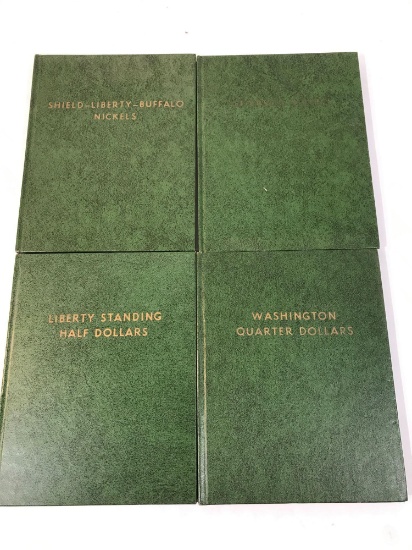 SHIELD–LIBERTY–BUFFALO
NICKELS
LIBERTY STANDING
HALF DOLLARS
WASHINGTON
QUARTER DOLLARS